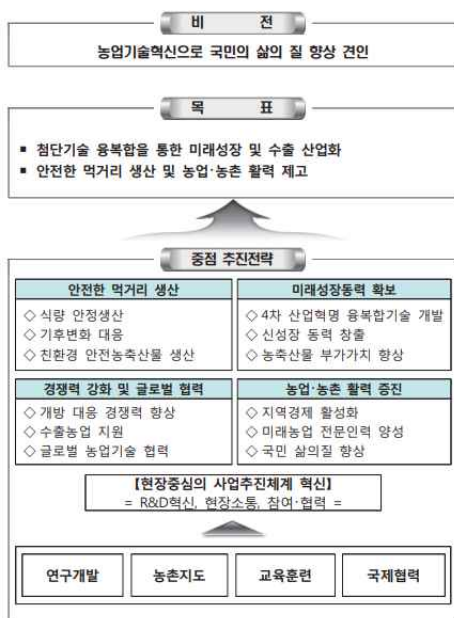 비 전
농업기술혁신으로 국민의 삶의 질 향상 견인
목 표
▪ 첨단기술 융복합을 통한 미래성장 및 수출 산업화
▪ 안전한 먹거리 생산 및 농업·농촌 활력 제고
중점 추진전략
안전한 먹거리 생산
◇ 식량 안정생산
◇ 기후변화 대응
◇ 친환경 안전농축산물 생산
미래성장동력 확보
◇ 4차 산업혁명 융복합기술 개발
◇ 신성장 동력 창출
◇ 농축산물 부가가치 향상
경쟁력 강화 및 글로벌 협력
◇ 개방 대응 경쟁력 향상
◇ 수출농업 지원
◇ 글로벌 농업기술 협력
농업·농촌 활력 증진
◇ 지역경제 활성화
◇ 미래농업 전문인력 양성
◇ 국민 삶의질 향상
【현장중심의 사업추진체계 혁신】
= R&D혁신, 현장소통, 참여·협력 =
연구개발
농촌지도
교육훈련
국제협력